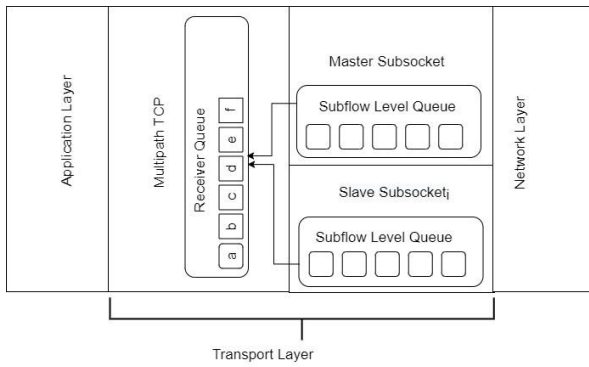 Application Layer
Multipath TCP
Receiver Queue
f
e
d
c
b
a
Master Subsocket
Subflow Level Queue
Slave Subsocketi
Subflow Level Queue
Network Layer
Transport Layer